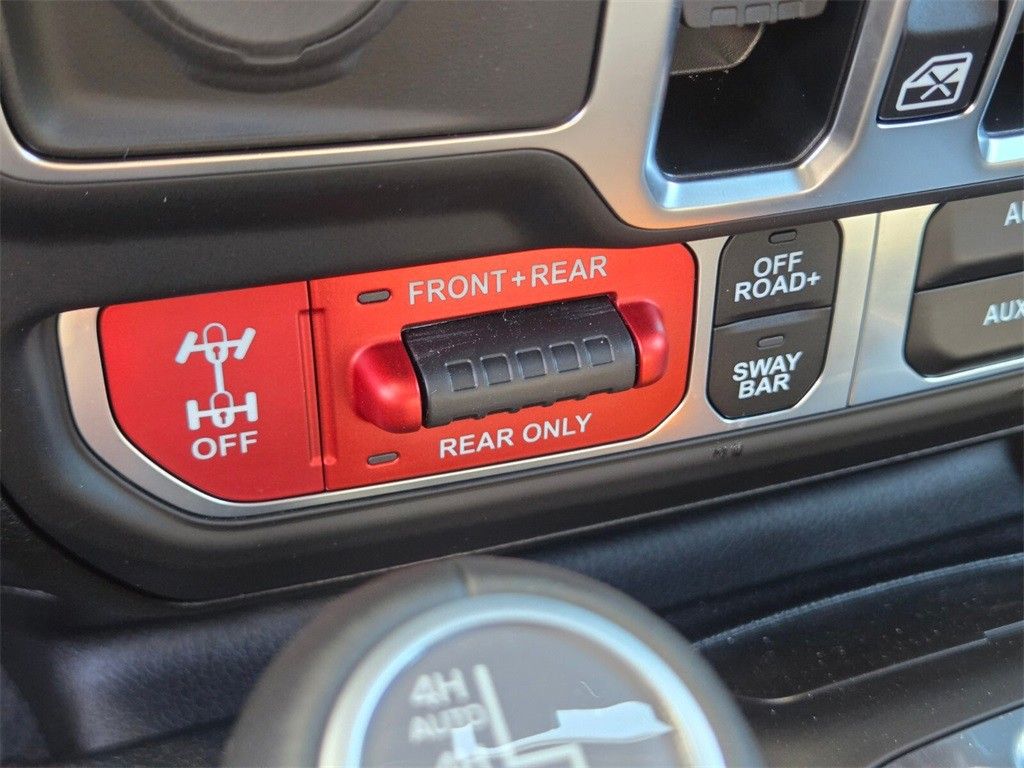 FRONT+REAR
OFF
REAR ONLY
OFF
ROAD+
SWAY
BAR
AUX
4H
AUTO